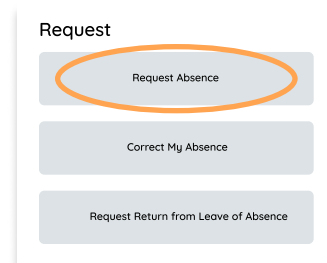 Request
Request Absence
Correct My Absence
Request Return from Leave of Absence